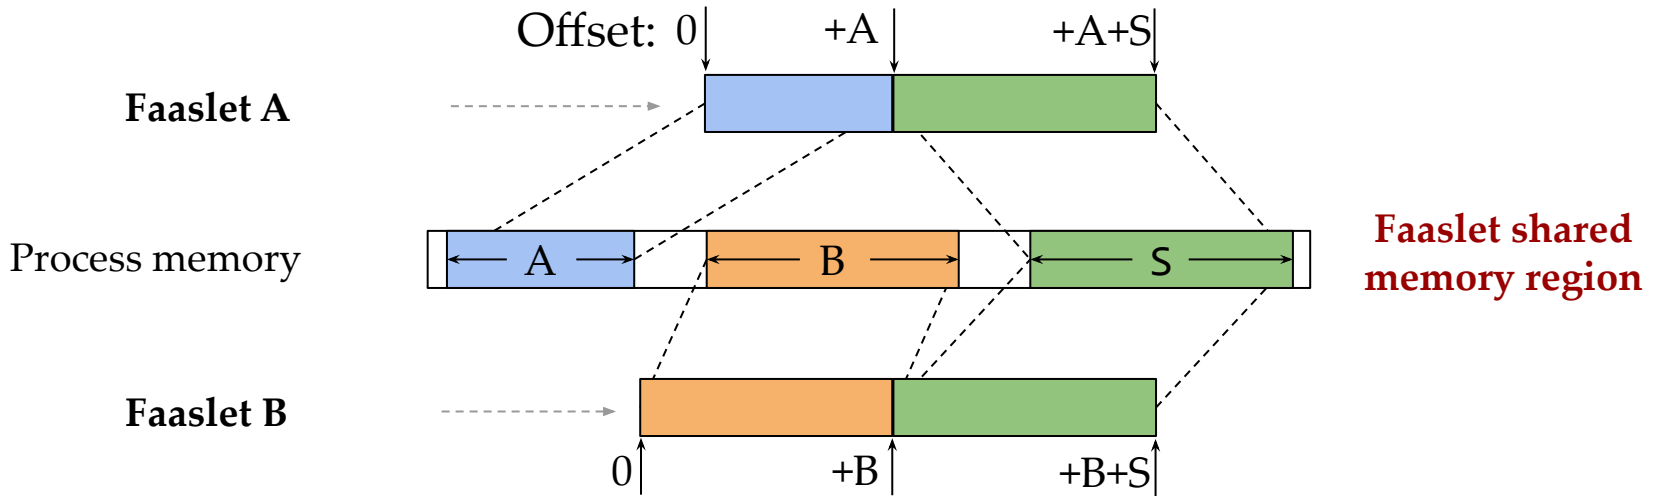 Offset: 0 +A +A+S
Faaslet A
Process memory A B S Faaslet shared
memory region
Faaslet B
0 +B +B+S